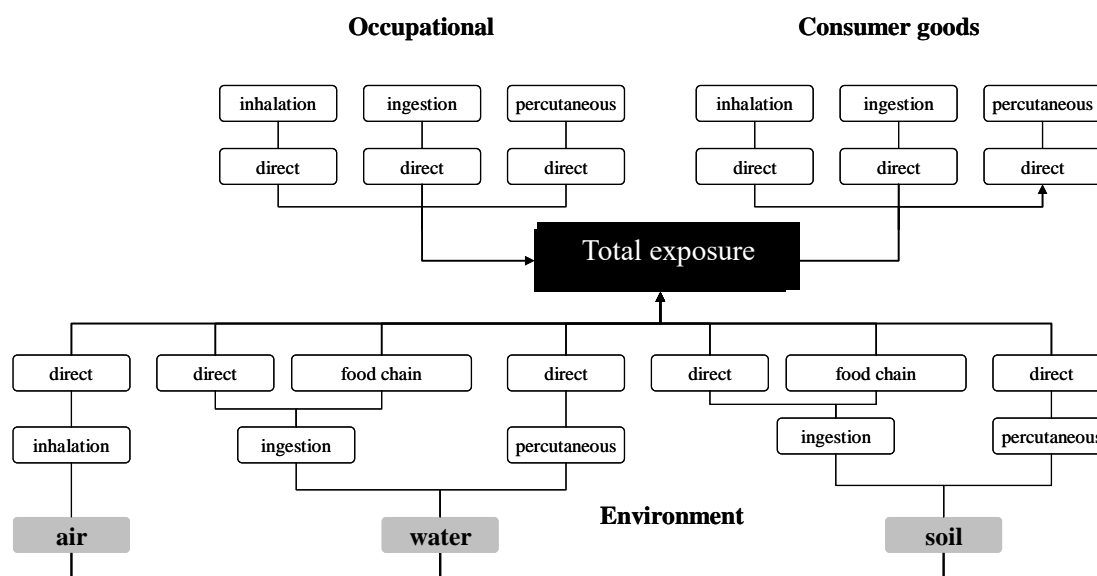 Occupational
Consumer goods
inhalation
ingestion
percutaneous
inhalation
ingestion
percutaneous
direct
direct
direct
direct
direct
direct
Total exposure
direct
direct
food chain
direct
direct
food chain
direct
inhalation
ingestion
percutaneous
ingestion
percutaneous
Environment
air
water
soil